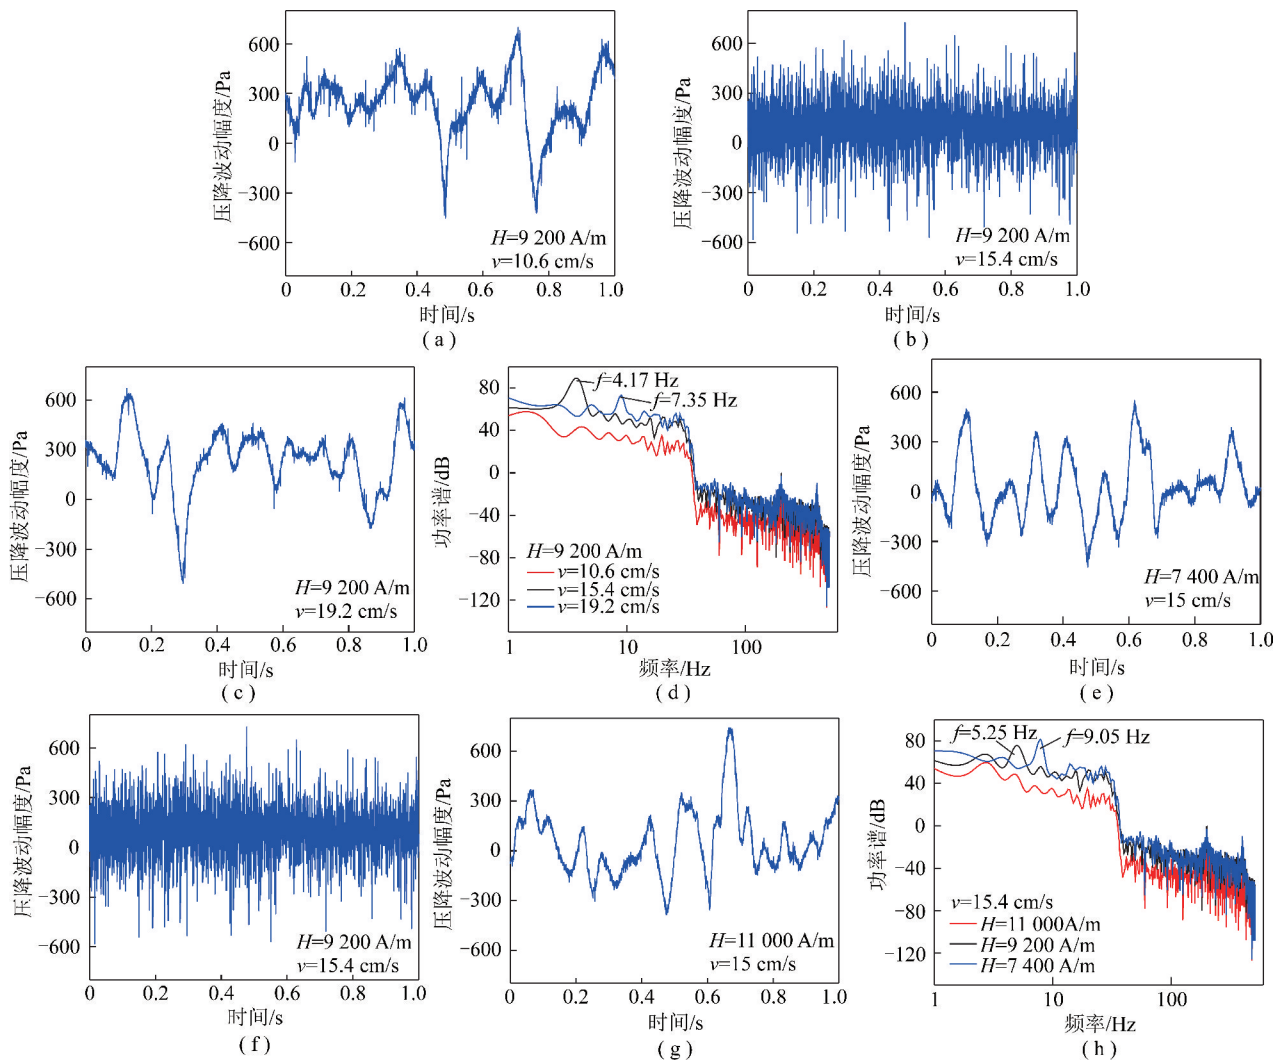 600
300
0
−300
−600
压降波动幅度/Pa
H=9 200 A/m
v=10.6 cm/s
0 0.2 0.4 0.6 0.8 1.0
时间/s
( a )
600
300
0
−300
−600
压降波动幅度/Pa
H=9 200 A/m
v=15.4 cm/s
0 0.2 0.4 0.6 0.8 1.0
时间/s
( b )
600
300
0
−300
−600
压降波动幅度/Pa
H=9 200 A/m
v=19.2 cm/s
0 0.2 0.4 0.6 0.8 1.0
时间/s
( c )
80
40
0
−40
−80
−120
功率谱/dB
f=4.17 Hz
f=7.35 Hz
H=9 200 A/m
v=10.6 cm/s
v=15.4 cm/s
v=19.2 cm/s
1 10 100
频率/Hz
( d )
600
300
0
−300
−600
压降波动幅度/Pa
H=7 400 A/m
v=15 cm/s
0 0.2 0.4 0.6 0.8 1.0
时间/s
( e )
600
300
0
−300
−600
压降波动幅度/Pa
H=9 200 A/m
v=15.4 cm/s
0 0.2 0.4 0.6 0.8 1.0
时间/s
( f )
600
300
0
−300
−600
压降波动幅度/Pa
H=11 000 A/m
v=15 cm/s
0 0.2 0.4 0.6 0.8 1.0
时间/s
( g )
80
40
0
−40
−80
−120
功率谱/dB
f=5.25 Hz
f=9.05 Hz
v=15.4 cm/s
H=11 000A/m
H=9 200 A/m
H=7 400 A/m
1 10 100
频率/Hz
( h )